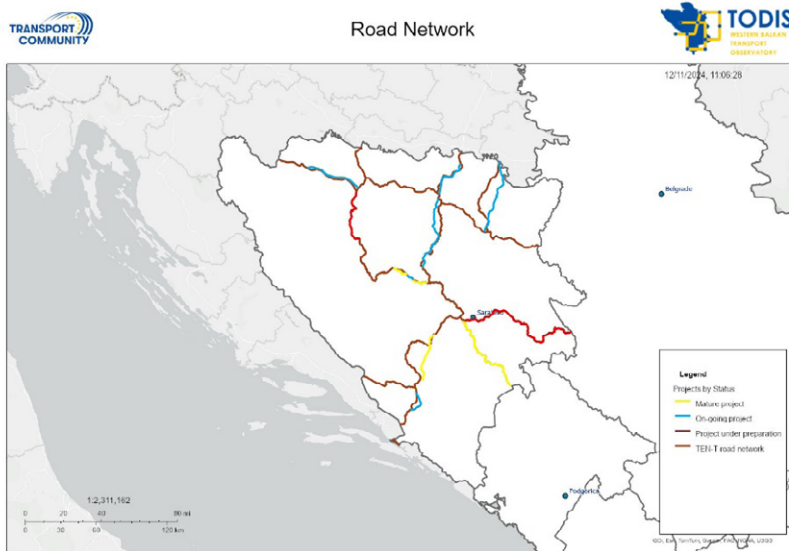 TRANSPORT
COMMUNITY
Road Network
TODIS
WESTERN BALKAN
TRANSPORT
OBSERVATORY
12/11/2024, 11:06:28
Belgrade
Podgorica
Legend
Projects by Status
Mature project
On-going project
Project under preparation
TEN-T road network
1:2,311,162
0 20 40 80 mi
0 30 60 120 km